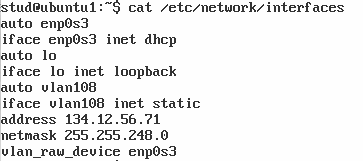 stud@ubuntu1:~$ cat /etc/network/interfaces
auto enp0s3
iface enp0s3 inet dhcp
auto lo
iface lo inet loopback
auto vlan108
iface vlan108 inet static
address 134.12.56.71
netmask 255.255.248.0
vlan_raw_device enp0s3